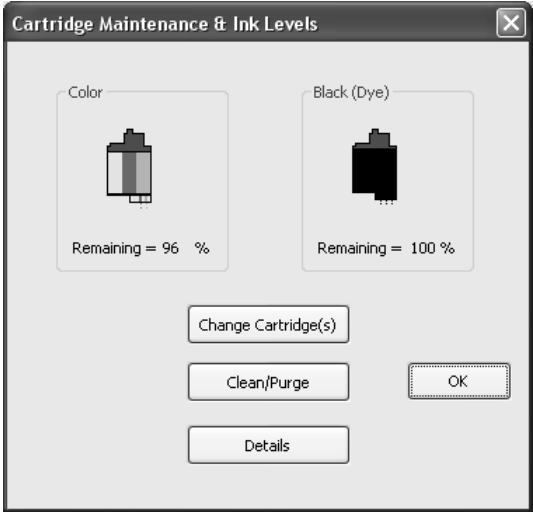 Cartridge Maintenance & Ink Levels
Color
Black (Dye)
Remaining = 96 %
Remaining = 100 %
Change Cartridge(s)
Clean/Purge
OK
Details